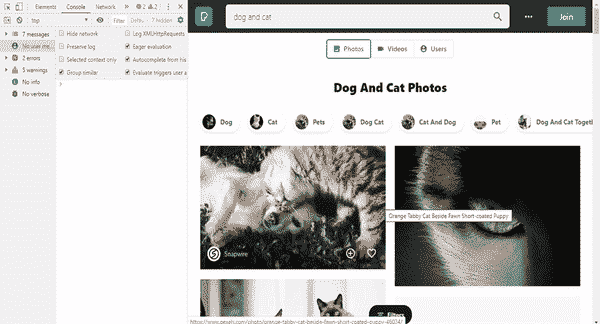 Elements
Console
2
2
top
Filter
Default
7 hidden
7 messages
No user me...
2 errors
5 warnings
No info
No verbose
Hide network
Preserve log
Selected context only
Group similar
Log XMLHttpRequests
Eager evaluation
Autocomplete from his
Evaluate triggers user a
dog and cat
Join
Photos
Videos
Users
Dog And Cat Photos
Dog
Cat
Pets
Dog Cat
Cat And Dog
Pet
Dog And Cat Togeth
Orange Tabby Cat Beside Fawn Short-coated Puppy
Snapwire
Filters
https://www.pexels.com/photo/orange-tabby-cat-beside-fawn-short-coated-puppy-46024/